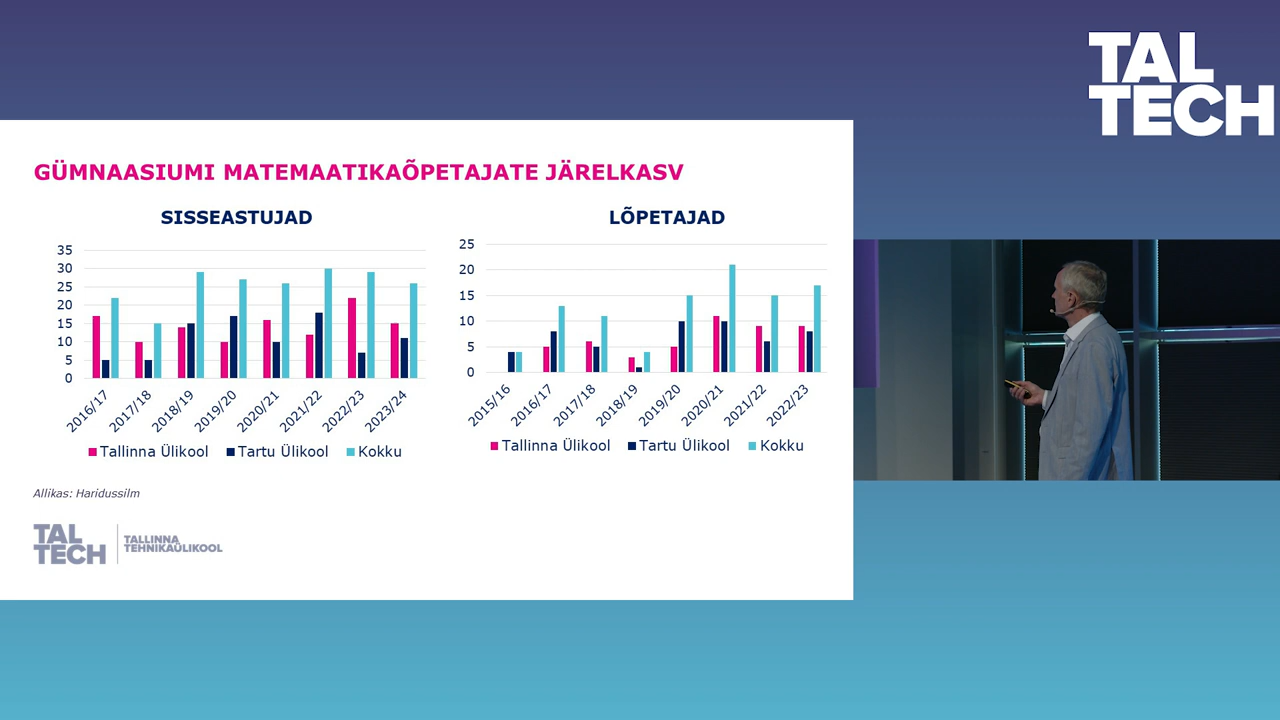 TAL
TECH
GÜMNAASIUMI MATEMAATIKAÕPETAJATE JÄRELKASV
SISSEASTUJAD
35
30
25
20
15
10
5
0
2016/17
2017/18
2018/19
2019/20
2020/21
2021/22
2022/23
2023/24
Tallinna Ülikool
Tartu Ülikool
Kokku
LÕPETAJAD
25
20
15
10
5
0
2015/16
2016/17
2017/18
2018/19
2019/20
2020/21
2021/22
2022/23
Tallinna Ülikool
Tartu Ülikool
Kokku
Allikas: Haridussilm
TAL
TECH
TALLINNA
TEHNIKAÜLIKOOL